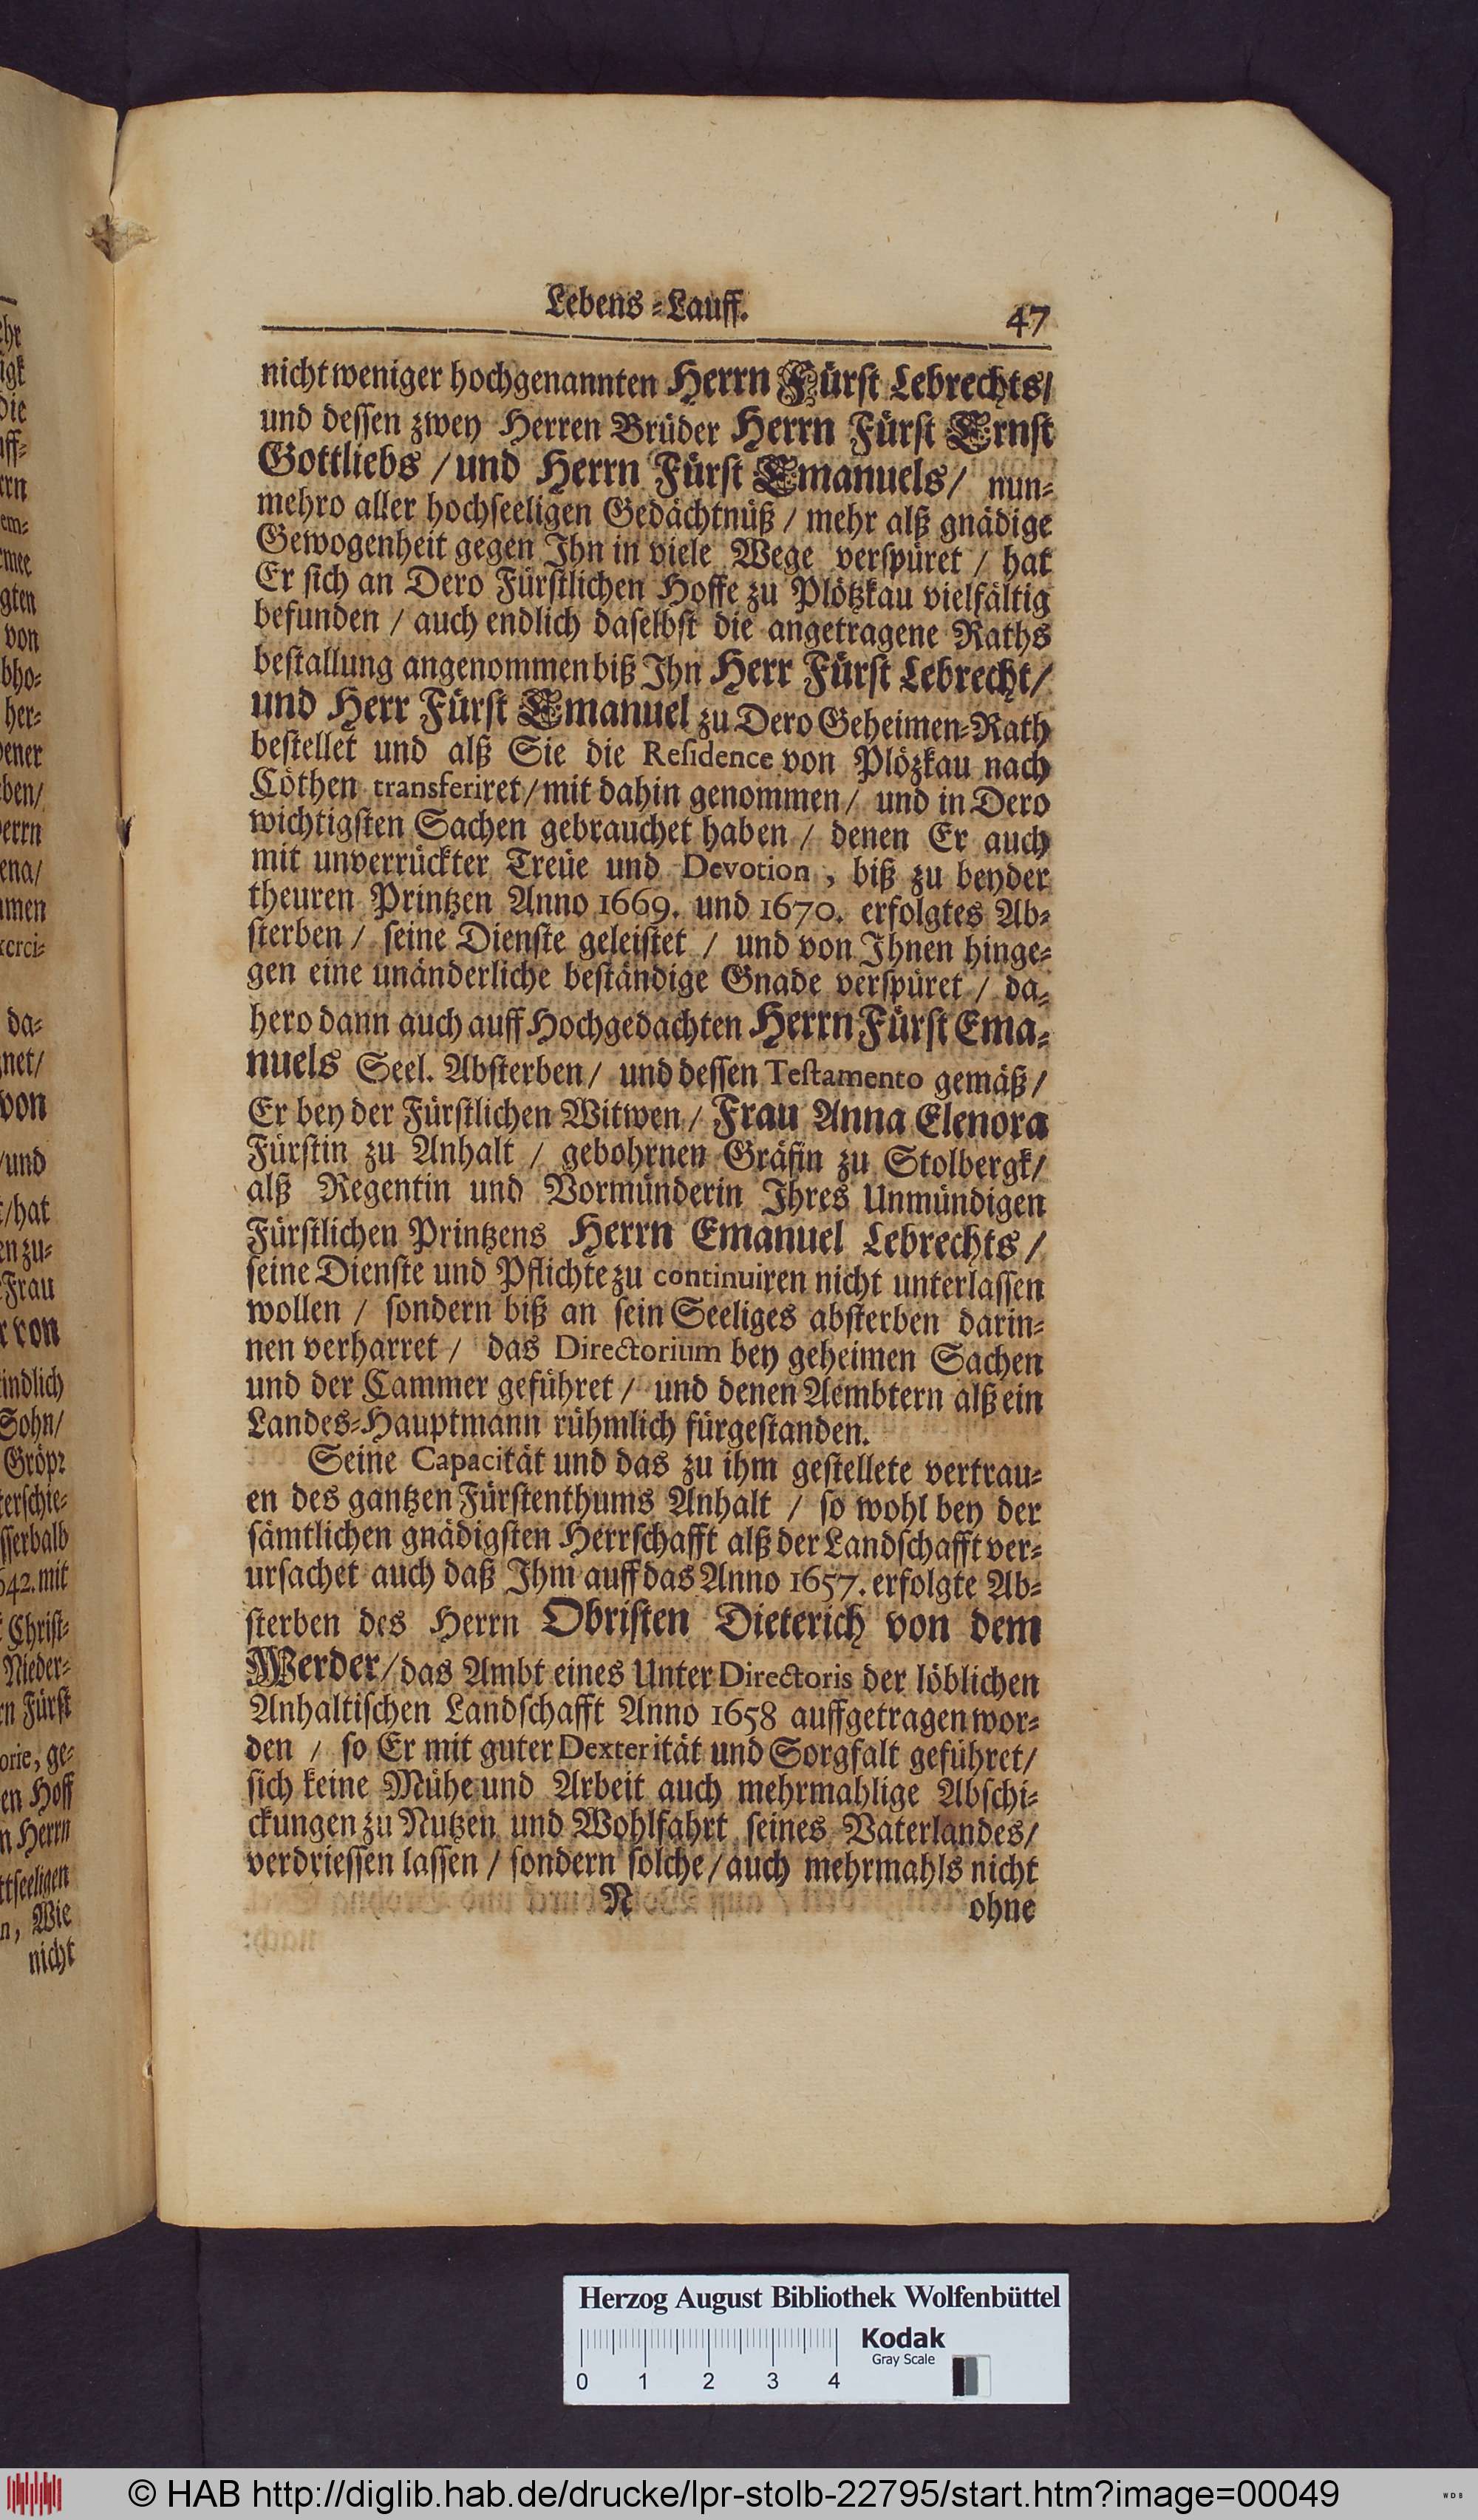 Lebens-Lauff. 47
nicht weniger hochgenannten Herrn Fürst Lebrechts/
und dessen zwey Herren Brüder Herrn Fürst Ernst
Gottliebs / und Herrn Fürst Emanuels / nun-
mehro aller hochseeligen Gedächtnüß / mehr alß gnädige
Gewogenheit gegen Ihn in viele Wege verspüret / hat
Er sich an Dero Fürstlichen Hoffe zu Plötzkau vielfältig
befunden / auch endlich daselbst die angetragene Raths
bestallung angenommen biß Ihn Herr Fürst Lebrecht/
und Herr Fürst Emanuel zu Dero Geheimen-Rath
bestellet und alß Sie die Residence von Plözkau nach
Cöthen transferiret / mit dahin genommen / und in Dero
wichtigsten Sachen gebrauchet haben / denen Er auch
mit unverrückter Treüe und Devotion, biß zu beyder
theuren Printzen Anno 1669. und 1670. erfolgtes Ab-
sterben / seine Dienste geleistet / und von Ihnen hinge-
gen eine unänderliche beständige Gnade verspüret / da-
hero dann auch auff Hochgedachten Herrn Fürst Ema-
nuels Seel. Absterben / und dessen Testamento gemäß /
Er bey der Fürstlichen Witwen / Frau Anna Elenora
Fürstin zu Anhalt / gebohrnen Gräfin zu Stolbergk/
alß Regentin und Vormünderin Ihres Unmündigen
Fürstlichen Printzens Herrn Emanuel Lebrechts /
seine Dienste und Pflichte zu continuiren nicht unterlassen
wollen / sondern biß an sein Seeliges absterben darin-
nen verharret / das Directorium bey geheimen Sachen
und der Cammer geführet / und denen Aembtern alß ein
Landes-Hauptmann rühmlich fürgestanden.
Seine Capacität und das zu ihm gestellete vertrau-
en des gantzen Fürstenthums Anhalt / so wohl bey der
sämtlichen gnädigsten Herrschafft alß der Landschafft ver-
ursachet auch daß Ihm auff das Anno 1657. erfolgte Ab-
sterben des Herrn Obristen Dieterich von dem
Werder / das Ambt eines Unter Directoris der löblichen
Anhaltischen Landschafft Anno 1658 auffgetragen wor-
den / so Er mit guter Dexterität und Sorgfalt geführet/
sich keine Mühe und Arbeit auch mehrmahlige Abschi-
ckungen zu Nutzen und Wohlfahrt seines Vaterlandes/
verdriessen lassen / sondern solche / auch mehrmahls nicht
N ohne
Herzog August Bibliothek Wolfenbüttel
Kodak
Gray Scale
0 1 2 3 4
© HAB http://diglib.hab.de/drucke/lpr-stolb-22795/start.htm?image=00049